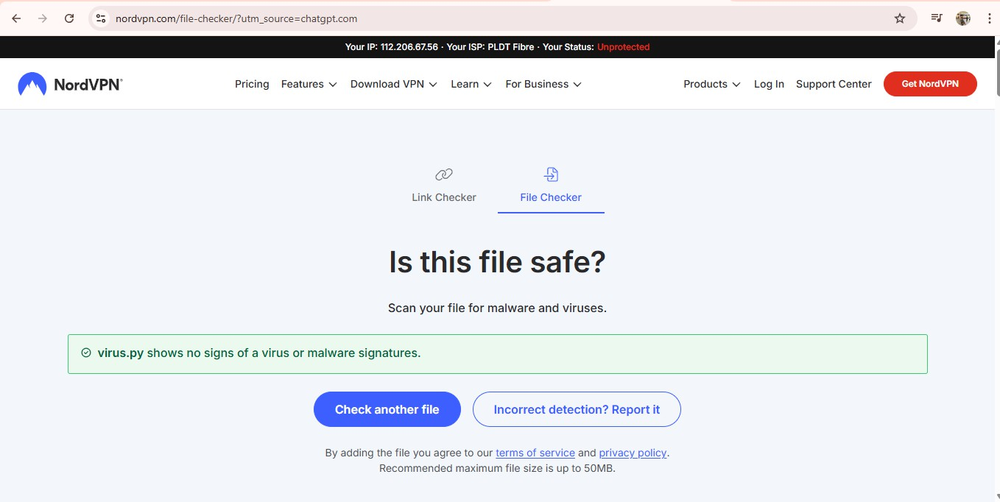 nordvpn.com/file-checker/?utm_source=chatgpt.com
Your IP: 112.206.67.56 · Your ISP: PLDT Fibre · Your Status: Unprotected
NordVPN®
Pricing
Features
Download VPN
Learn
For Business
Products
Log In
Support Center
Get NordVPN
Link Checker
File Checker
Is this file safe?
Scan your file for malware and viruses.
virus.py shows no signs of a virus or malware signatures.
Check another file
Incorrect detection? Report it
By adding the file you agree to our terms of service and privacy policy.
Recommended maximum file size is up to 50MB.